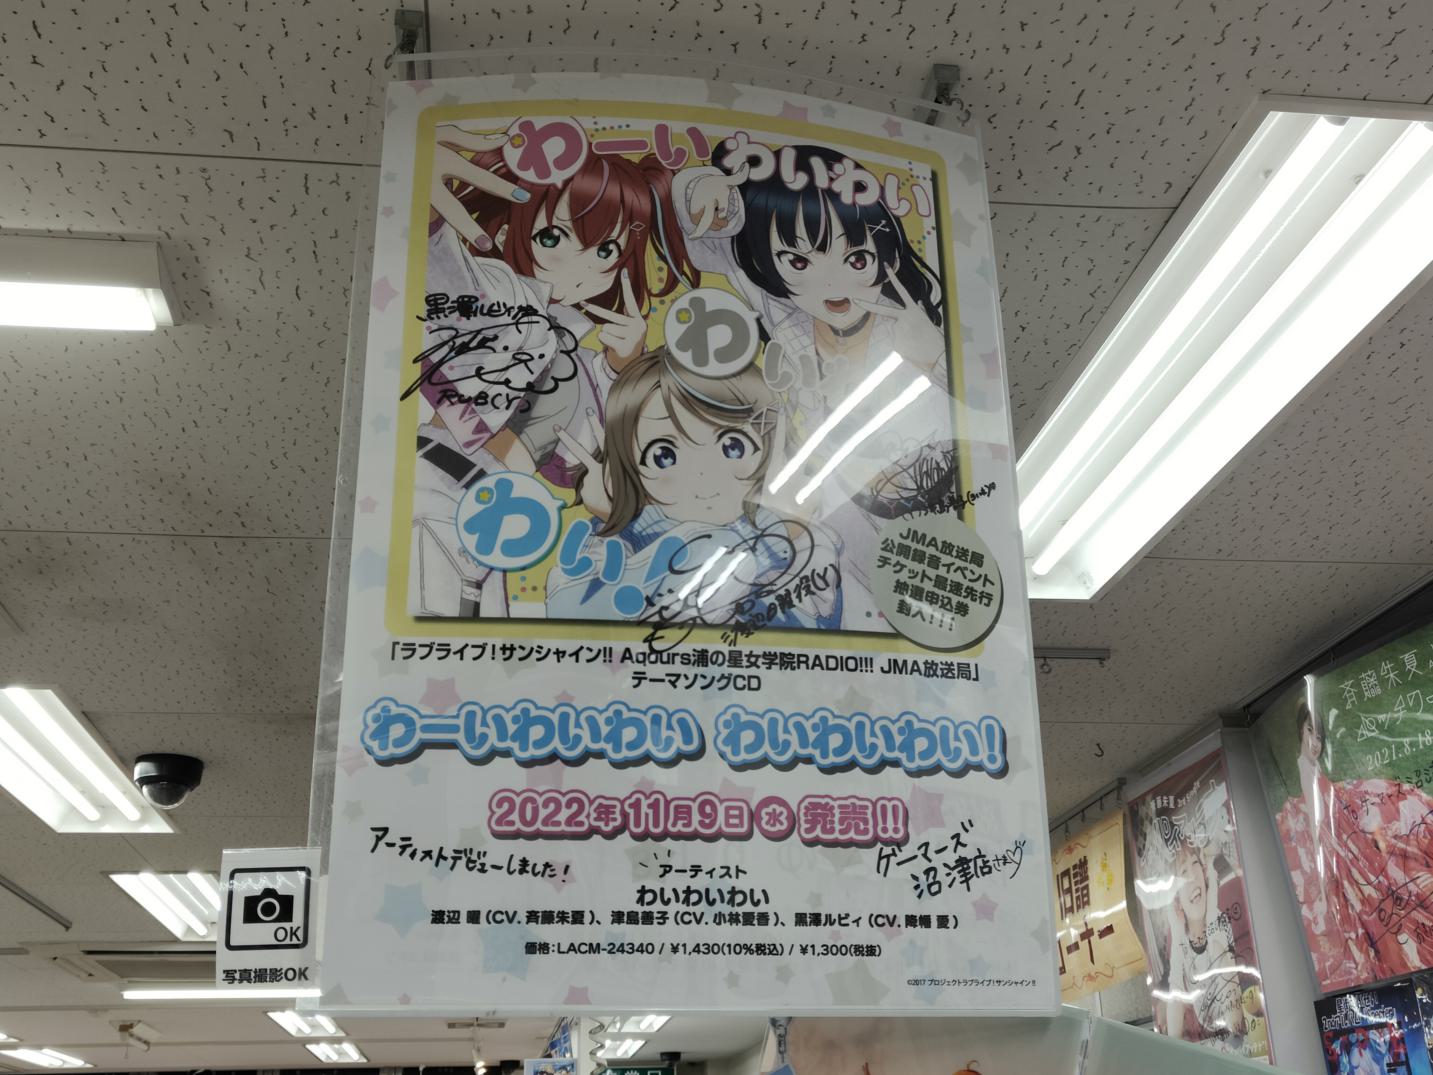 わーい わいわい
わい
わい!
黒澤ルビィ役
RUB(Y)
渡辺曜役(Y)
JMA放送局
公開録音イベント
チケット最速先行
抽選申込券
封入!!!
「ラブライブ!サンシャイン!! Aqours浦の星女学院RADIO!!! JMA放送局」
テーマソングCD
わーいわいわい わいわいわい!
2022年11月9日㊌発売!!
アーティストデビューしました!
ゲーマーズ
沼津店さん♡
アーティスト
わいわいわい
渡辺 曜(CV.斉藤朱夏)、津島善子(CV.小林愛香)、黒澤ルビィ(CV.降幡 愛)
価格:LACM-24340 / ¥1,430(10%税込) / ¥1,300(税抜)
©2017 プロジェクトラブライブ!サンシャイン!!
OK
写真撮影OK
斉藤朱夏
2021.8.18